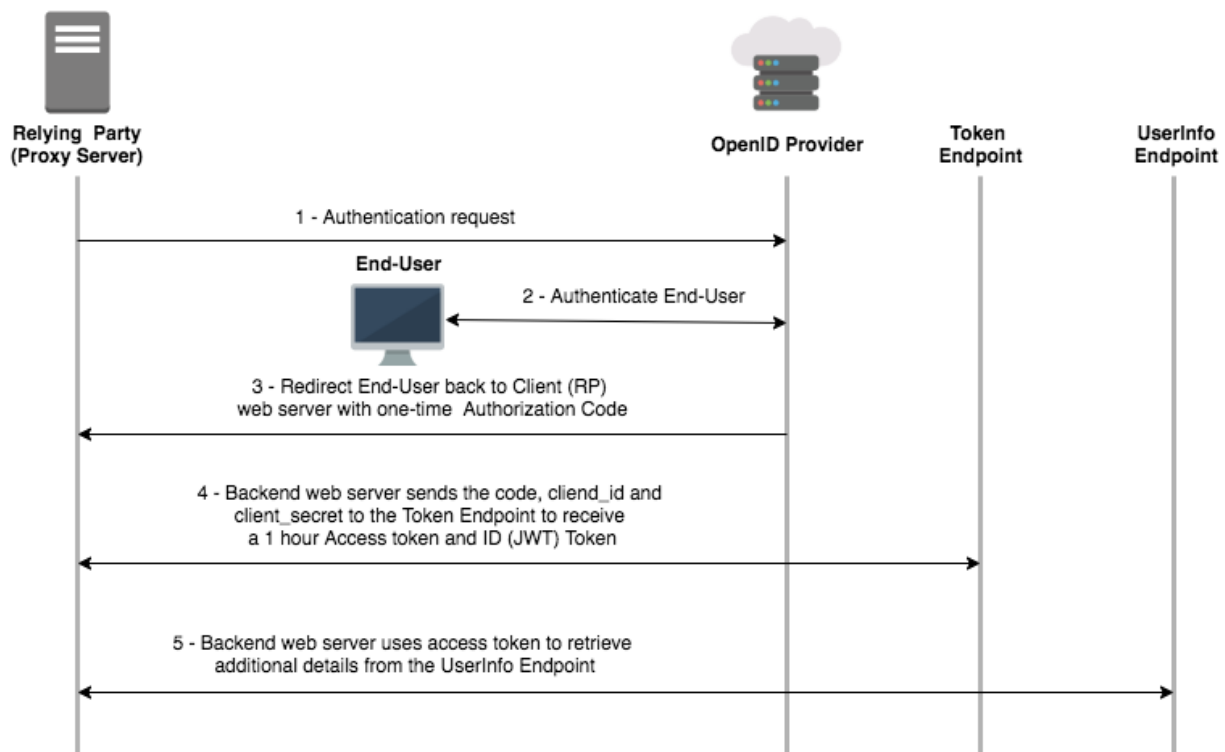 Relying Party
(Proxy Server)
OpenID Provider
Token
Endpoint
UserInfo
Endpoint
1 - Authentication request
End-User
2 - Authenticate End-User
3 - Redirect End-User back to Client (RP)
web server with one-time Authorization Code
4 - Backend web server sends the code, cliend_id and
client_secret to the Token Endpoint to receive
a 1 hour Access token and ID (JWT) Token
5 - Backend web server uses access token to retrieve
additional details from the UserInfo Endpoint